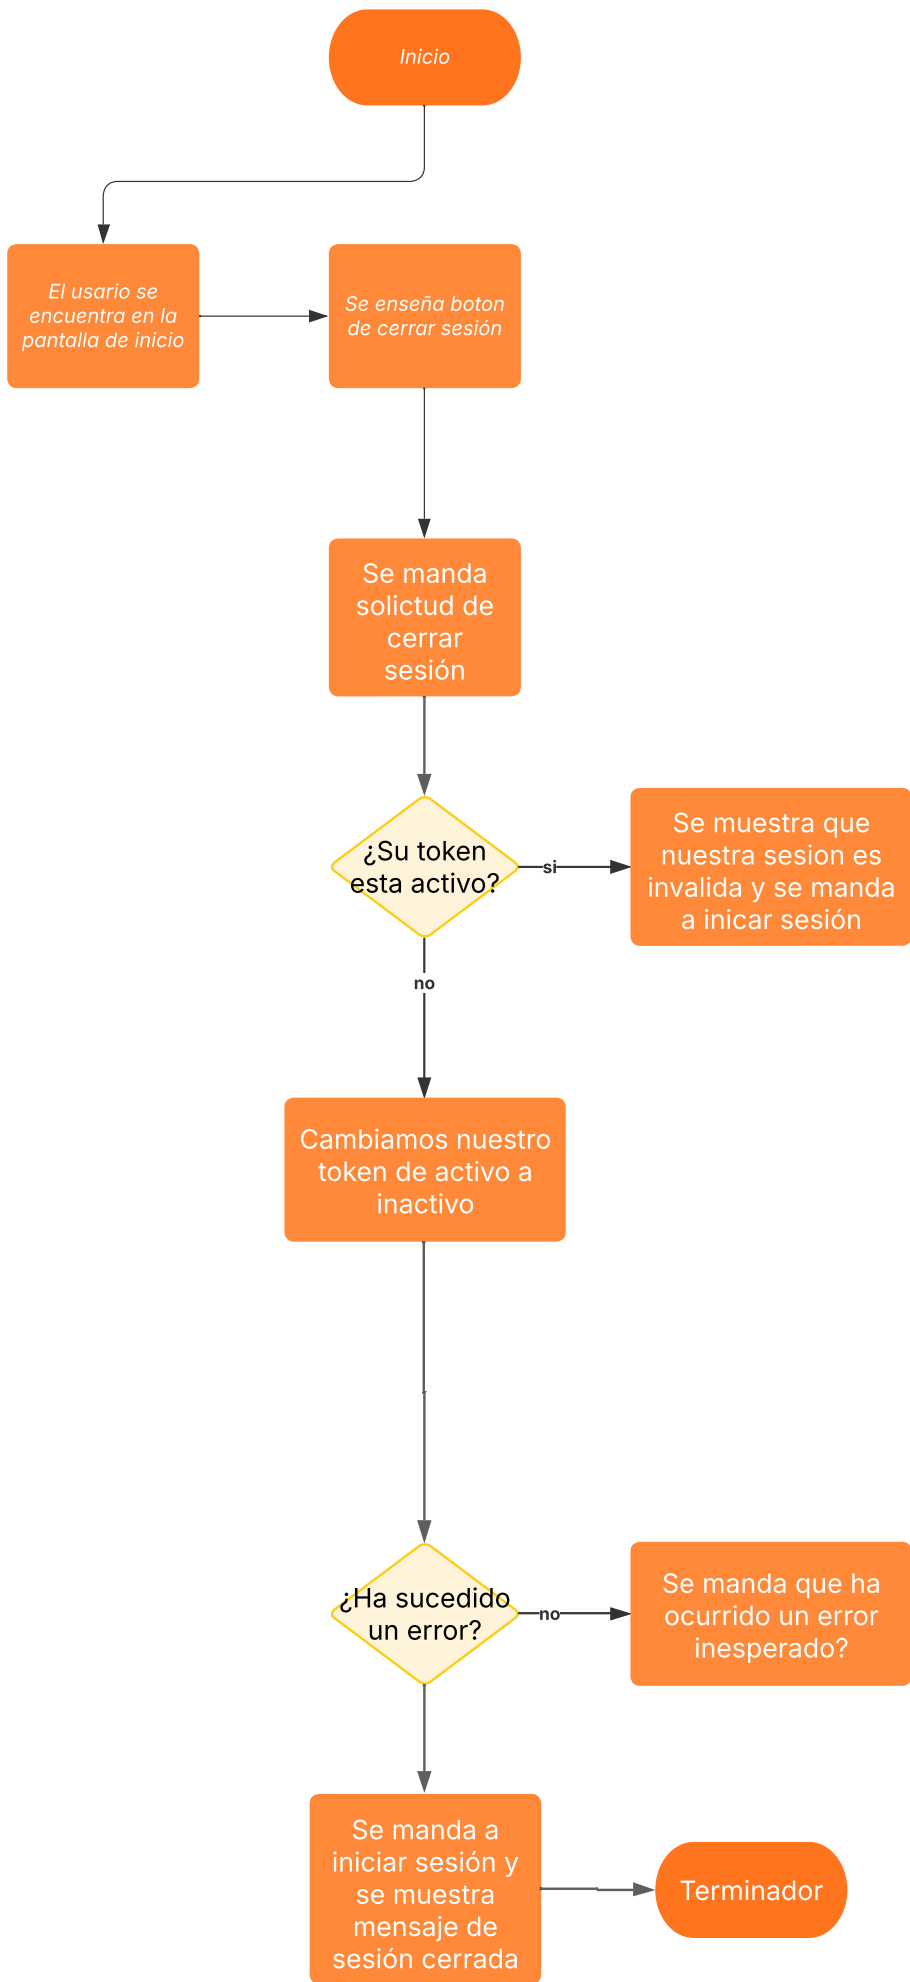 Inicio
El usario se
encuentra en la
pantalla de inicio
Se enseña boton
de cerrar sesión
Se manda
solictud de
cerrar
sesión
¿Su token
esta activo?
si
Se muestra que
nuestra sesion es
invalida y se manda
a inicar sesión
no
Cambiamos nuestro
token de activo a
inactivo
¿Ha sucedido
un error?
no
Se manda que ha
ocurrido un error
inesperado?
Se manda a
iniciar sesión y
se muestra
mensaje de
sesión cerrada
Terminador